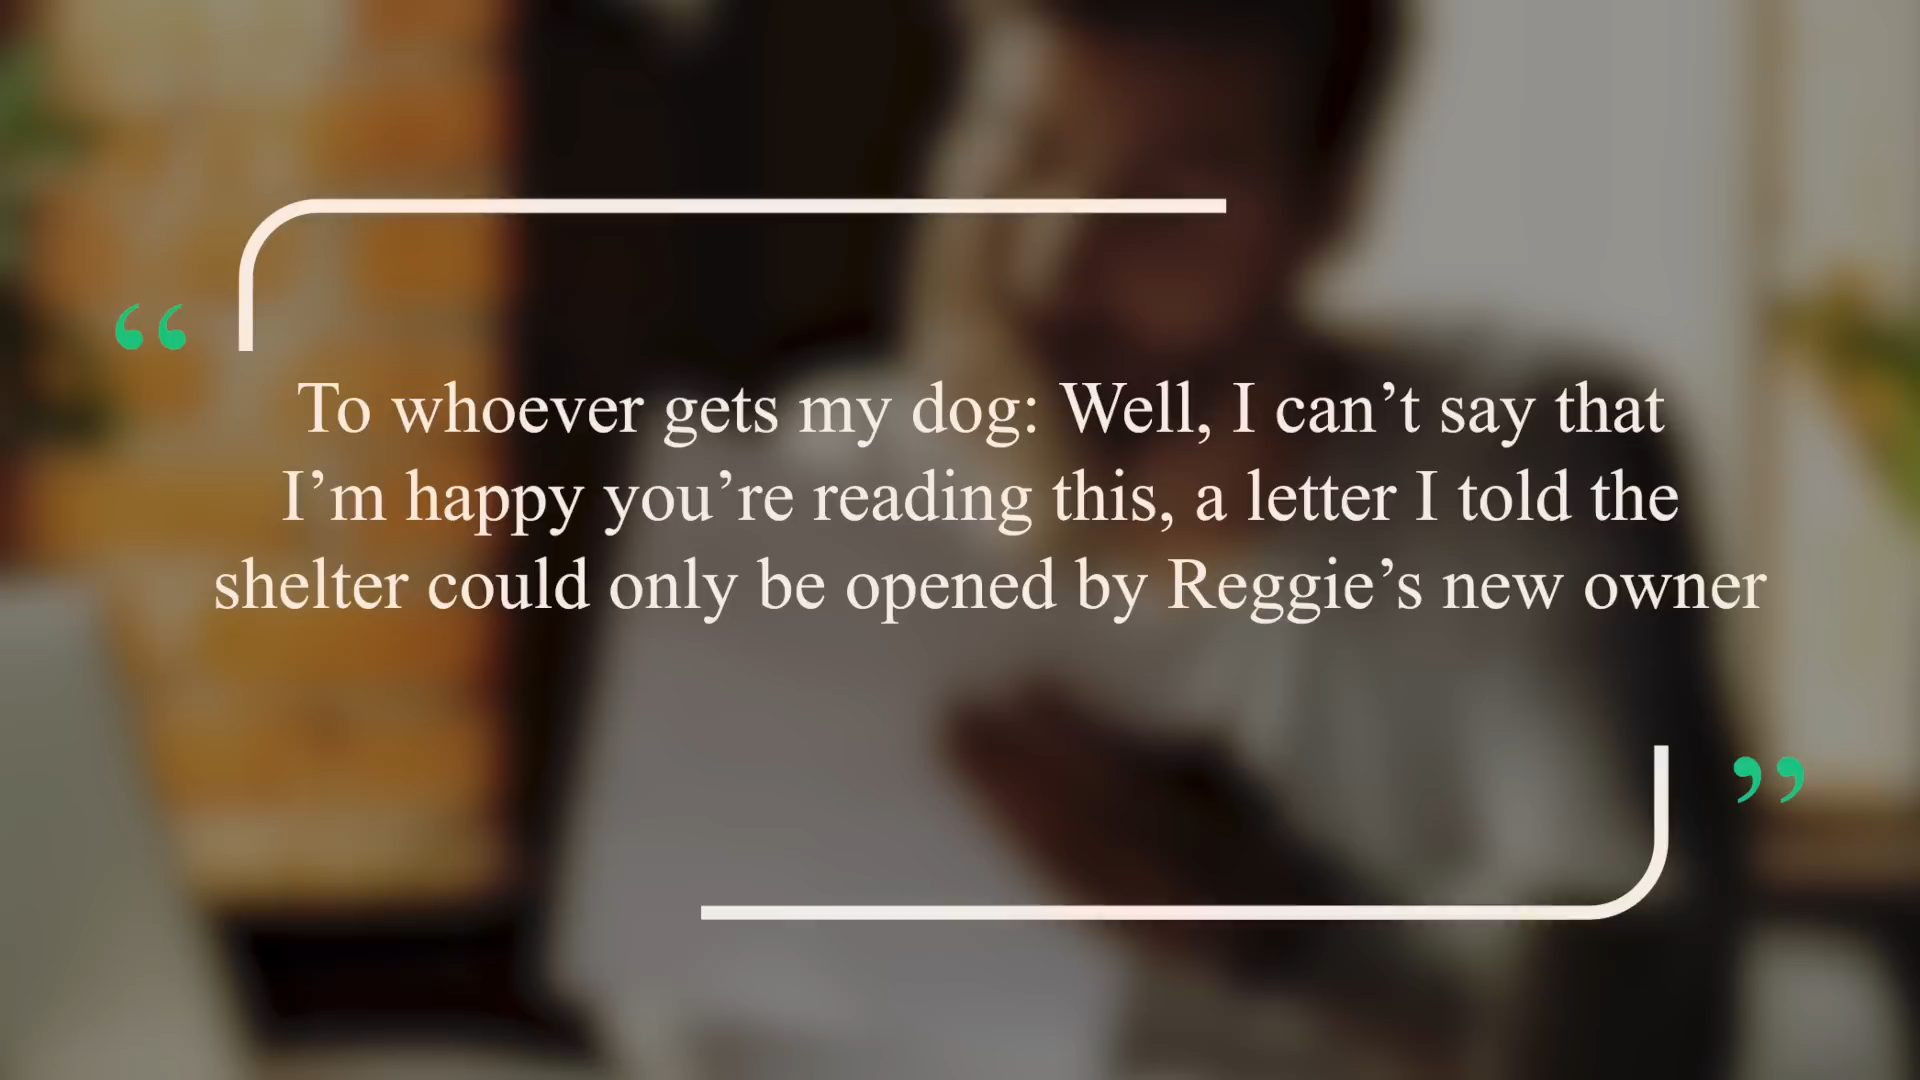 “
To whoever gets my dog: Well, I can’t say that
I’m happy you’re reading this, a letter I told the
shelter could only be opened by Reggie’s new owner
”